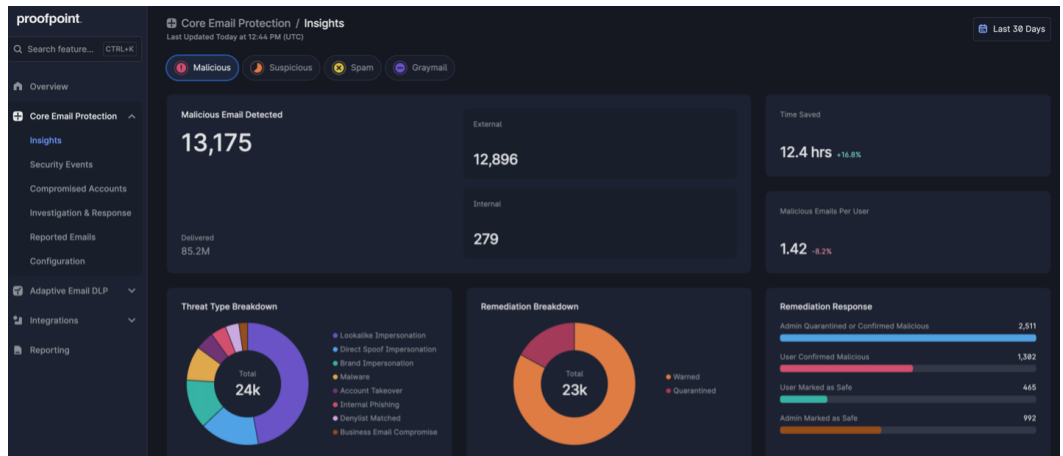 proofpoint.
Search feature... CTRL+K
Overview
Core Email Protection
Insights
Security Events
Compromised Accounts
Investigation & Response
Reported Emails
Configuration
Adaptive Email DLP
Integrations
Reporting
Core Email Protection / Insights
Last Updated Today at 12:44 PM (UTC)
Last 30 Days
Malicious Suspicious Spam Graymail
Malicious Email Detected
13,175
Delivered
85.2M
External
12,896
Internal
279
Time Saved
12.4 hrs +16.8%
Malicious Emails Per User
1.42 -8.2%
Threat Type Breakdown
Total
24k
Lookalike Impersonation
Direct Spoof Impersonation
Brand Impersonation
Malware
Account Takeover
Internal Phishing
Denylist Matched
Business Email Compromise
Remediation Breakdown
Total
23k
Warned
Quarantined
Remediation Response
Admin Quarantined or Confirmed Malicious 2,511
User Confirmed Malicious 1,302
User Marked as Safe 465
Admin Marked as Safe 992